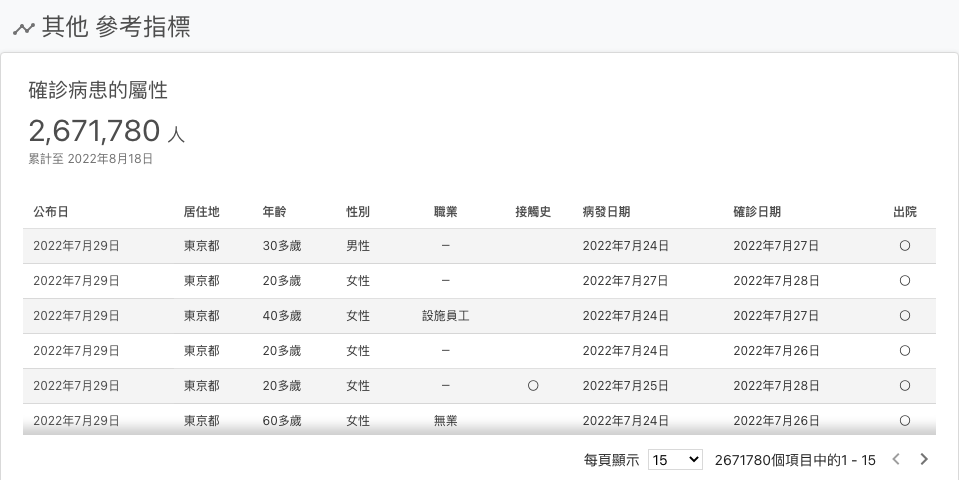 其他 參考指標
確診病患的屬性
2,671,780 人
累計至 2022年8月18日
公布日 居住地 年齡 性別 職業 接觸史 病發日期 確診日期 出院
2022年7月29日 東京都 30多歲 男性 － 2022年7月24日 2022年7月27日 〇
2022年7月29日 東京都 20多歲 女性 － 2022年7月27日 2022年7月28日 〇
2022年7月29日 東京都 40多歲 女性 設施員工 2022年7月24日 2022年7月27日 〇
2022年7月29日 東京都 20多歲 女性 － 2022年7月24日 2022年7月26日 〇
2022年7月29日 東京都 20多歲 女性 － 〇 2022年7月25日 2022年7月28日 〇
2022年7月29日 東京都 60多歲 女性 無業 2022年7月24日 2022年7月26日 〇
每頁顯示 15 2671780個項目中的1 - 15